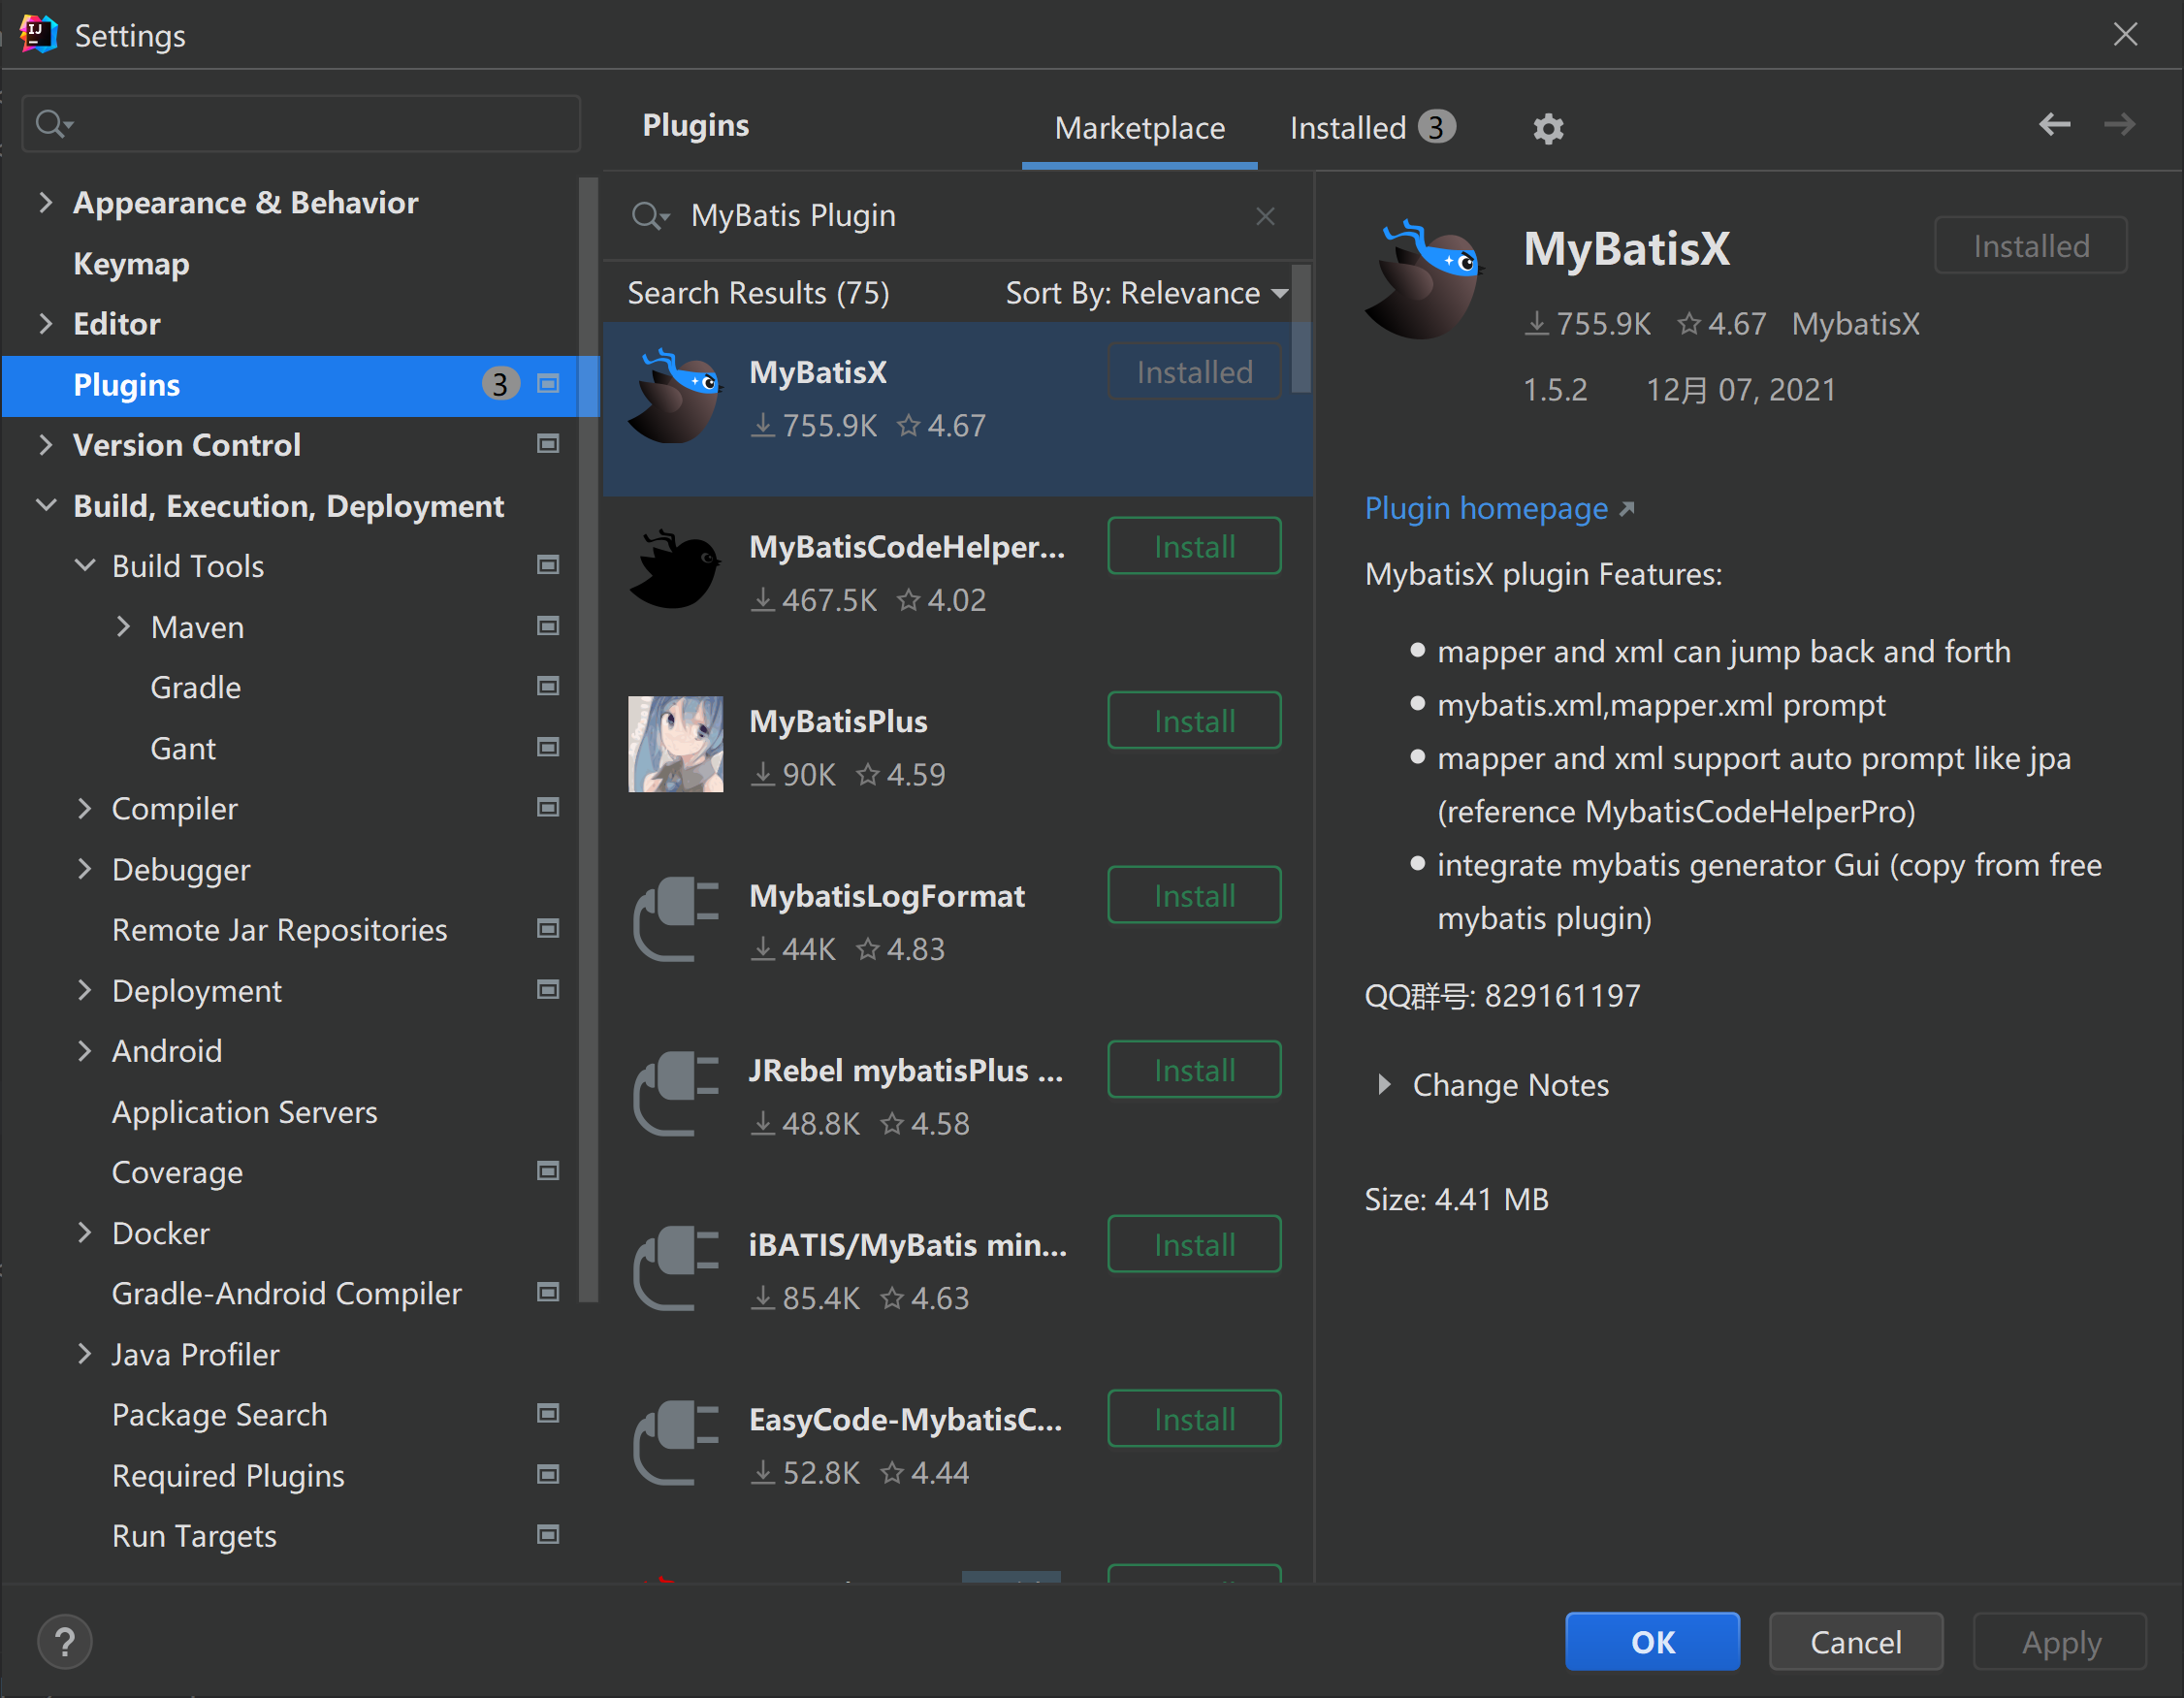 Settings
Plugins
Marketplace
Installed 3
Appearance & Behavior
Keymap
Editor
Plugins 3
Version Control
Build, Execution, Deployment
Build Tools
Maven
Gradle
Gant
Compiler
Debugger
Remote Jar Repositories
Deployment
Android
Application Servers
Coverage
Docker
Gradle-Android Compiler
Java Profiler
Package Search
Required Plugins
Run Targets
MyBatis Plugin
Search Results (75)
Sort By: Relevance
MyBatisX
Installed
755.9K 4.67
MyBatisCodeHelper...
Install
467.5K 4.02
MyBatisPlus
Install
90K 4.59
MybatisLogFormat
Install
44K 4.83
JRebel mybatisPlus ...
Install
48.8K 4.58
iBATIS/MyBatis min...
Install
85.4K 4.63
EasyCode-MybatisC...
Install
52.8K 4.44
MyBatisX
Installed
755.9K 4.67 MybatisX
1.5.2 12月 07, 2021
Plugin homepage
MybatisX plugin Features:
mapper and xml can jump back and forth
mybatis.xml,mapper.xml prompt
mapper and xml support auto prompt like jpa
(reference MybatisCodeHelperPro)
integrate mybatis generator Gui (copy from free
mybatis plugin)
QQ群号: 829161197
Change Notes
Size: 4.41 MB
?
OK
Cancel
Apply